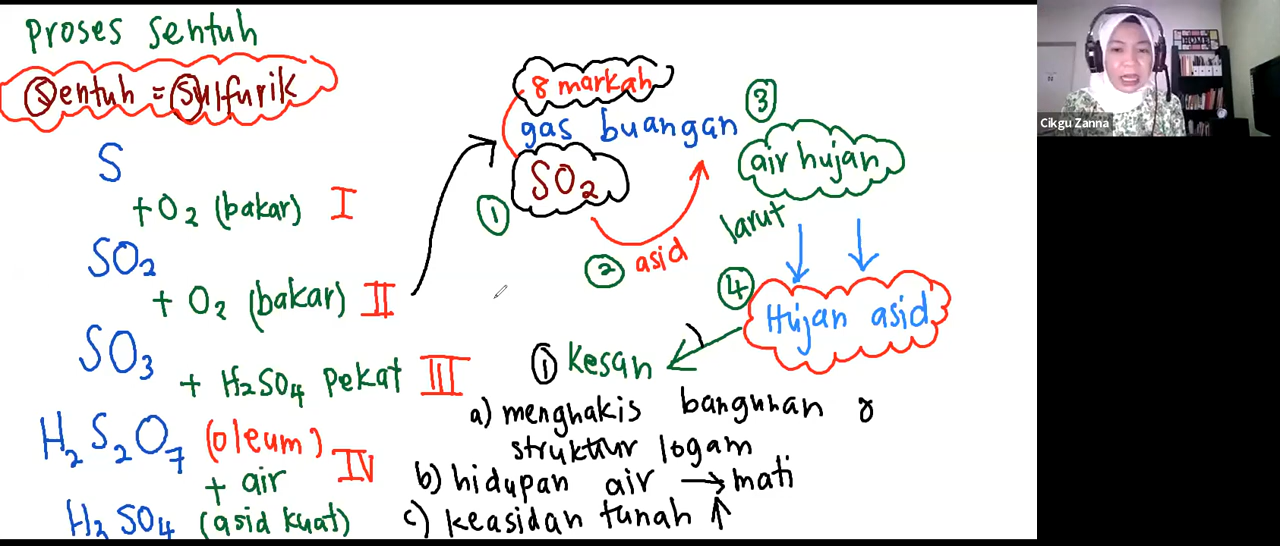 Proses Sentuh
Sentuh = Sulfurik
S
+ O2 (bakar) I
SO2
+ O2 (bakar) II
SO3
+ H2SO4 pekat III
H2S2O7 (oleum)
+ air IV
H2SO4 (asid kuat)
8 markah
gas buangan
① SO2
② asid
③
air hujan
larut
④ Hujan asid
① Kesan
a) menghakis bangunan &
struktur logam
b) hidupan air → mati
c) keasidan tanah ↑
HOME
Cikgu Zanna